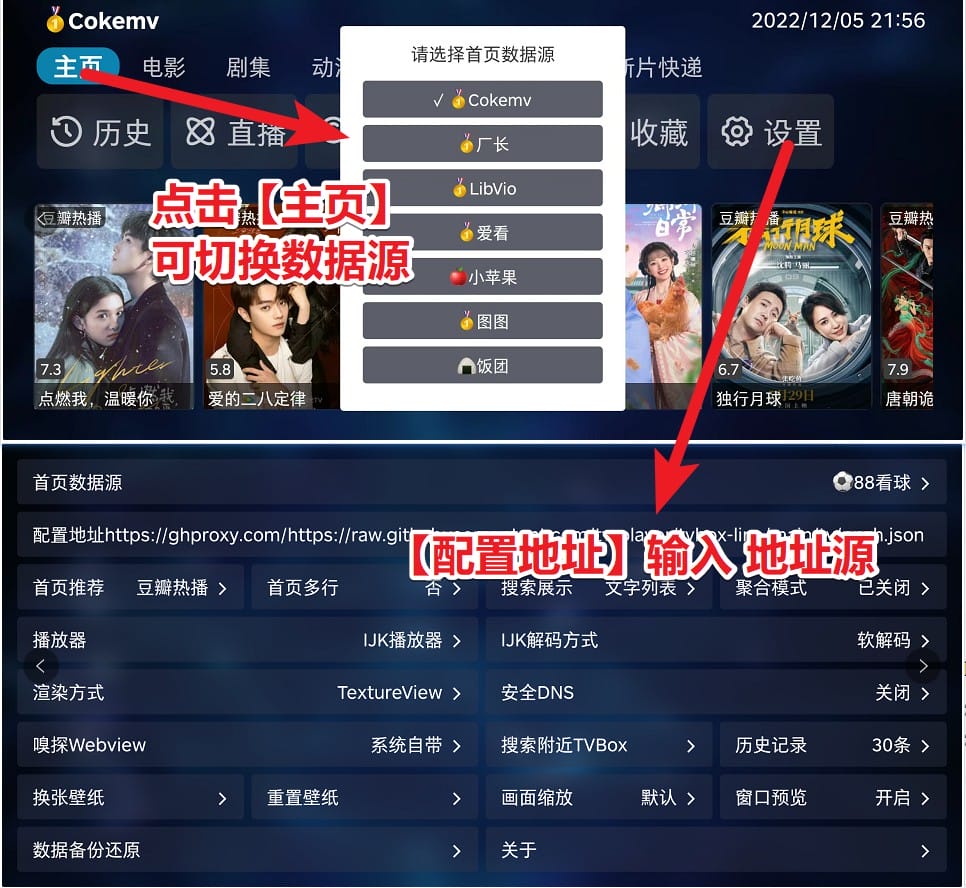 Cokemv
2022/12/05 21:56
请选择首页数据源
主页
电影
剧集
片快递
✓ Cokemv
历史
直播
收藏
设置
厂长
LibVio
点击【主页】
可切换数据源
豆瓣热播
豆瓣热播
豆瓣热
爱看
小苹果
图图
饭团
日常
独行月球
MOON MAN
7.3
5.8
6.7
7.9
点燃我，温暖你
爱的二八定律
独行月球
唐朝诡
首页数据源
88看球
配置地址https://ghproxy.com/https://raw.git
.json
【配置地址】输入 地址源
首页推荐
豆瓣热播
首页多行
否
搜索展示
文字列表
聚合模式
已关闭
播放器
IJK播放器
IJK解码方式
软解码
渲染方式
TextureView
安全DNS
关闭
嗅探Webview
系统自带
搜索附近TVBox
历史记录
30条
换张壁纸
重置壁纸
画面缩放
默认
窗口预览
开启
数据备份还原
关于